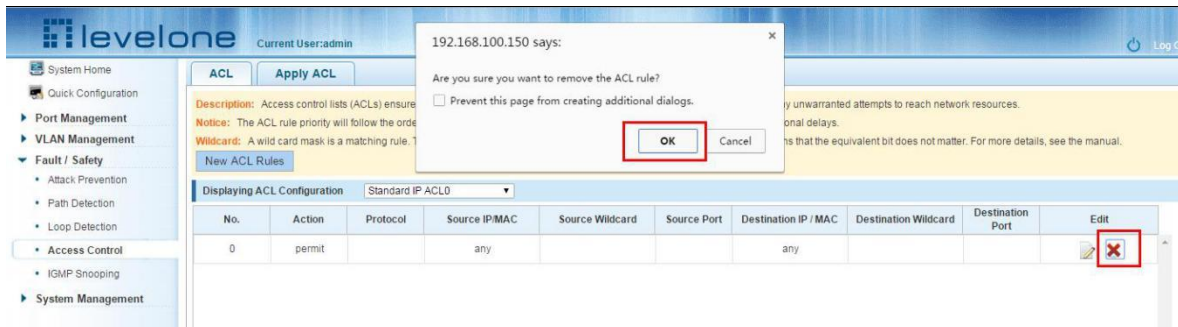 levelone
Current User:admin
Log
System Home
Quick Configuration
Port Management
VLAN Management
Fault / Safety
Attack Prevention
Path Detection
Loop Detection
Access Control
IGMP Snooping
System Management
ACL Apply ACL
Description: Access control lists (ACLs) ensure y unwarranted attempts to reach network resources.
Notice: The ACL rule priority will follow the orde onal delays.
Wildcard: A wild card mask is a matching rule. T ns that the equivalent bit does not matter. For more details, see the manual.
New ACL Rules
192.168.100.150 says:
Are you sure you want to remove the ACL rule?
Prevent this page from creating additional dialogs.
OK Cancel
Displaying ACL Configuration Standard IP ACL0
No. Action Protocol Source IP/MAC Source Wildcard Source Port Destination IP / MAC Destination Wildcard Destination Port Edit
0 permit any any